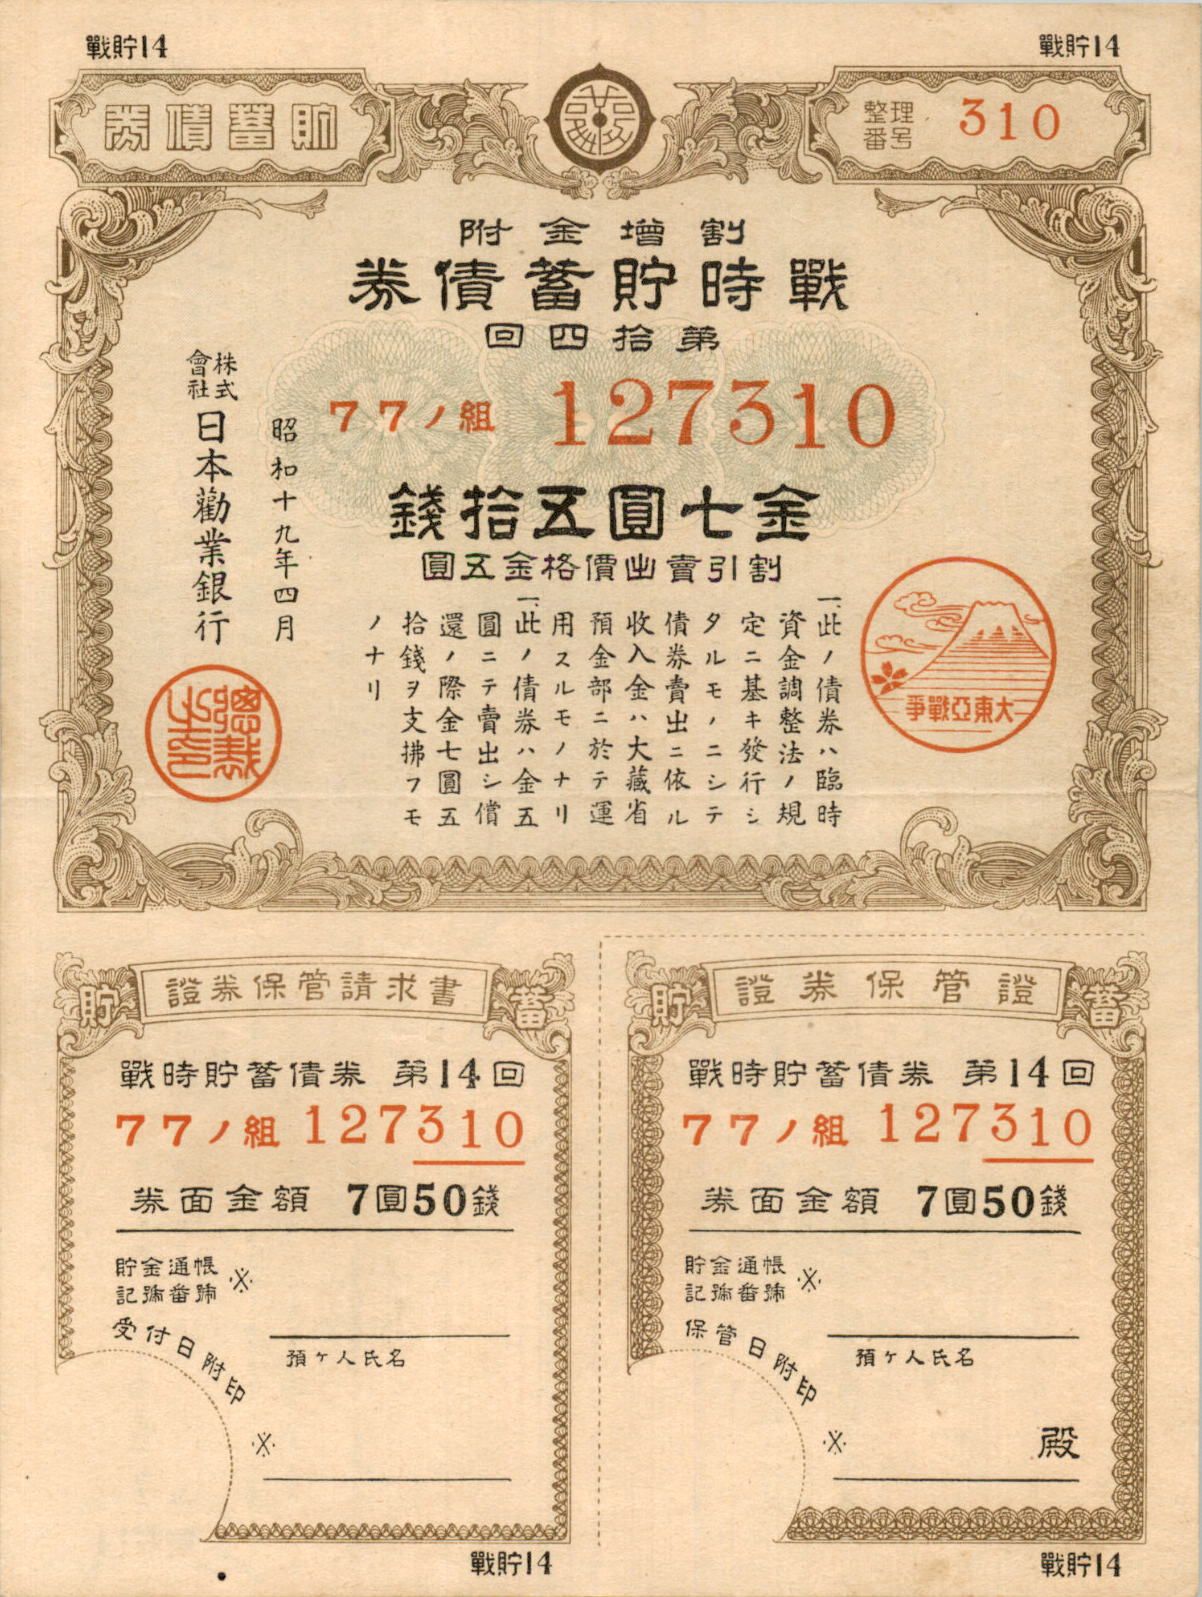 戰貯14
戰貯14
貯蓄債券
整理番号 310
割增金附
戰時貯蓄債券
第拾四回
77ノ組 127310
金七圓五拾錢
割引賣出價格金五圓
一、此ノ債券ハ臨時
資金調整法ノ規
定ニ基キ發行シ
タルモノニシテ
債券賣出ニ依ル
收入金ハ大藏省
預金部ニ於テ運
用スルモノナリ
一、此ノ債券ハ金五
圓ニテ賣出シ償
還ノ際金七圓五
拾錢ヲ支拂フモ
ノナリ
昭和十九年四月
株式會社日本勸業銀行
總裁之印
大東亞戰爭
貯蓄
證券保管請求書
戰時貯蓄債券 第14回
77ノ組 127310
券面金額 7圓50錢
貯金通帳
記號番號 ※
受付日附印
預ケ人氏名
※
戰貯14
貯蓄
證券保管證
戰時貯蓄債券 第14回
77ノ組 127310
券面金額 7圓50錢
貯金通帳
記號番號 ※
保管日附印
預ケ人氏名
※
殿
戰貯14